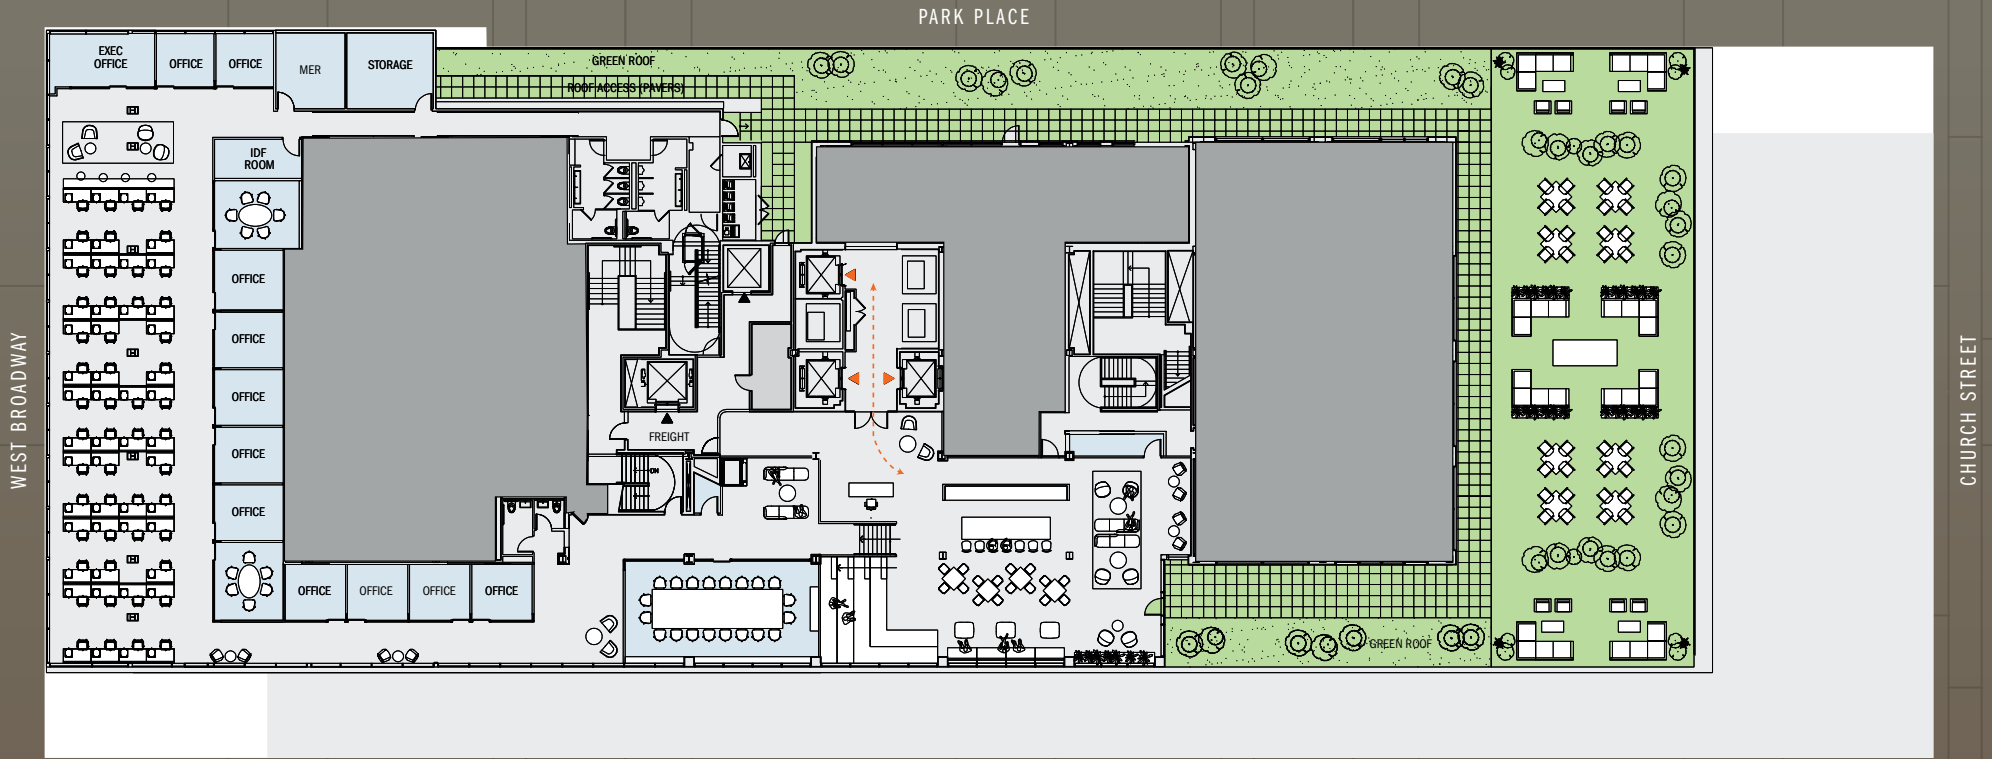 PARK PLACE
EXEC
OFFICE
OFFICE
OFFICE
MER
STORAGE
GREEN ROOF
ROOF ACCESS (PAVERS)
IDF
ROOM
OFFICE
OFFICE
OFFICE
OFFICE
OFFICE
WEST BROADWAY
CHURCH STREET
FREIGHT
DN
OFFICE
OFFICE
OFFICE
OFFICE
GREEN ROOF